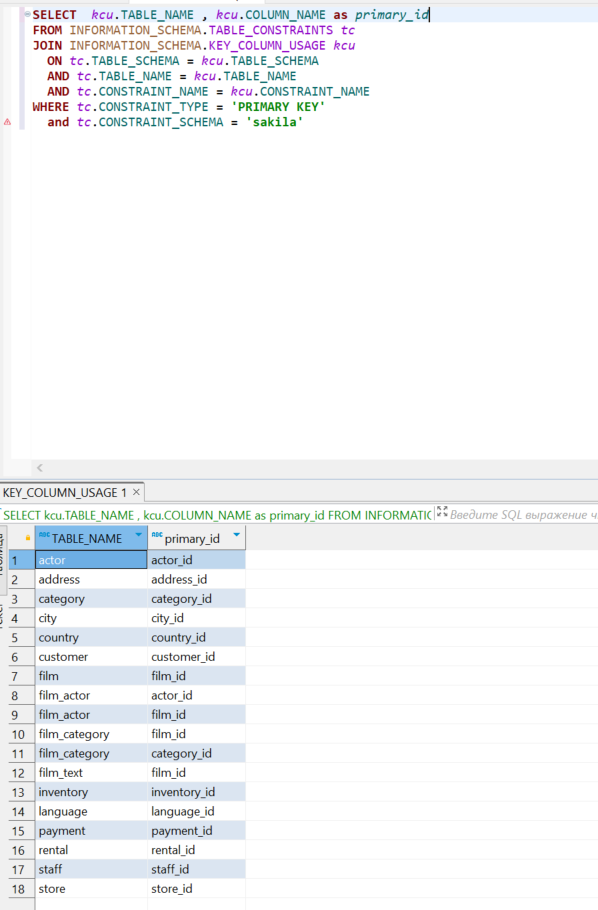 SELECT  kcu.TABLE_NAME , kcu.COLUMN_NAME as primary_id
FROM INFORMATION_SCHEMA.TABLE_CONSTRAINTS tc
JOIN INFORMATION_SCHEMA.KEY_COLUMN_USAGE kcu
  ON tc.TABLE_SCHEMA = kcu.TABLE_SCHEMA
  AND tc.TABLE_NAME = kcu.TABLE_NAME
  AND tc.CONSTRAINT_NAME = kcu.CONSTRAINT_NAME
WHERE tc.CONSTRAINT_TYPE = 'PRIMARY KEY'
  and tc.CONSTRAINT_SCHEMA = 'sakila'
KEY_COLUMN_USAGE 1
SELECT kcu.TABLE_NAME , kcu.COLUMN_NAME as primary_id FROM INFORMATIC Введите SQL выражение ч
ABC TABLE_NAME ABC primary_id
1 actor actor_id
2 address address_id
3 category category_id
4 city city_id
5 country country_id
6 customer customer_id
7 film film_id
8 film_actor actor_id
9 film_actor film_id
10 film_category film_id
11 film_category category_id
12 film_text film_id
13 inventory inventory_id
14 language language_id
15 payment payment_id
16 rental rental_id
17 staff staff_id
18 store store_id